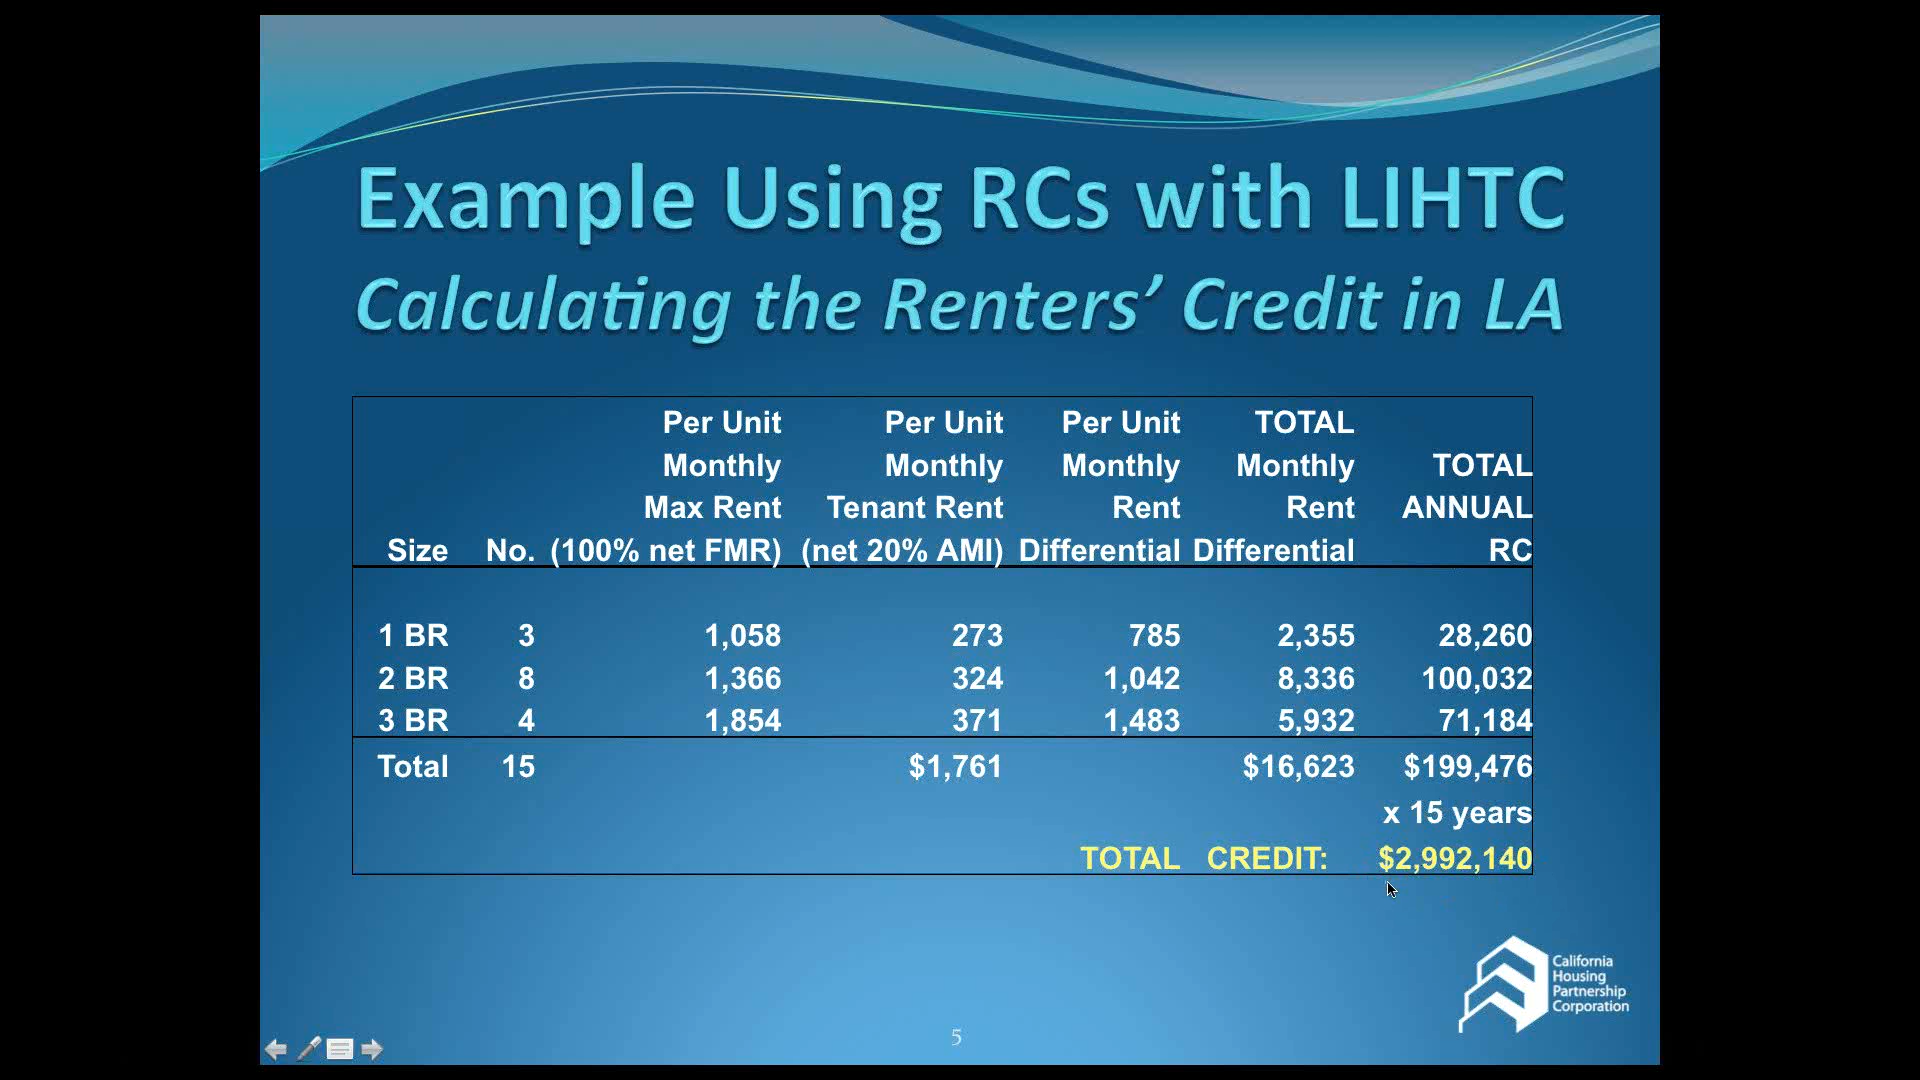 Example Using RCs with LIHTC
Calculating the Renters’ Credit in LA
Per Unit Per Unit Per Unit TOTAL
Monthly Monthly Monthly Monthly TOTAL
Max Rent Tenant Rent Rent Rent ANNUAL
Size No. (100% net FMR) (net 20% AMI) Differential Differential RC
1 BR 3 1,058 273 785 2,355 28,260
2 BR 8 1,366 324 1,042 8,336 100,032
3 BR 4 1,854 371 1,483 5,932 71,184
Total 15 $1,761 $16,623 $199,476
x 15 years
TOTAL CREDIT: $2,992,140
California
Housing
Partnership
Corporation
5